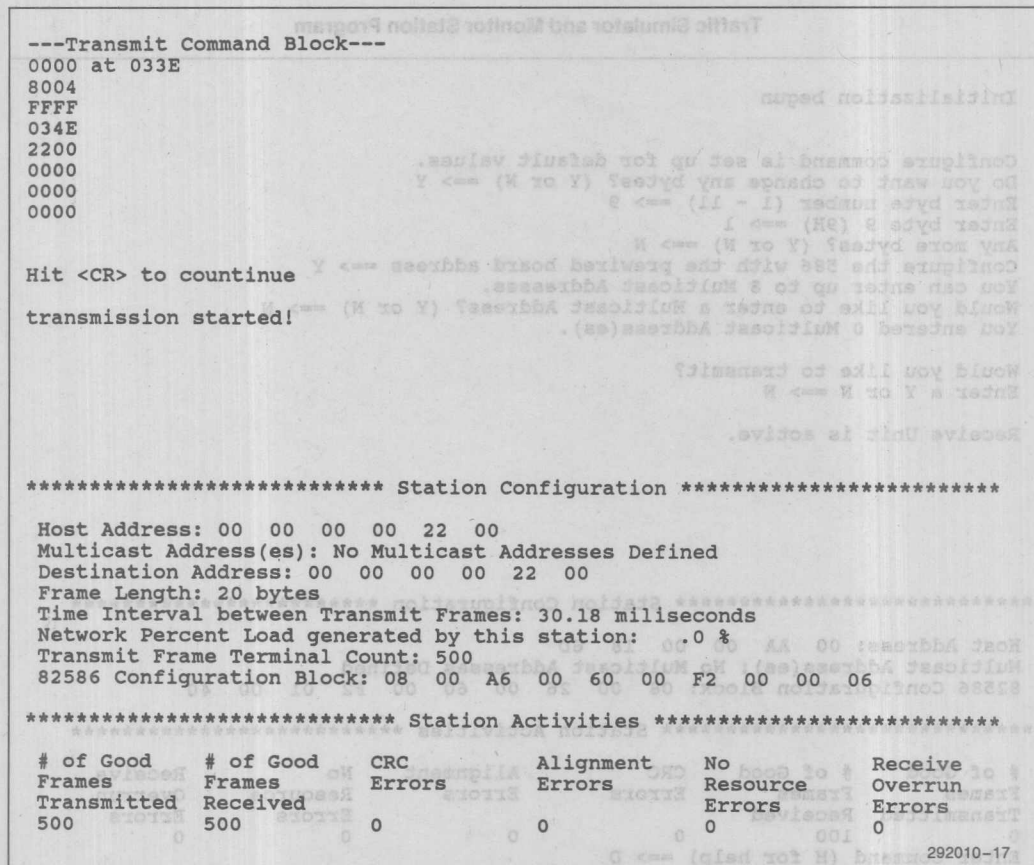 ---Transmit Command Block---
0000 at 033E
8004
FFFF
034E
2200
0000
0000
0000
Hit <CR> to countinue
transmission started!
**************************** Station Configuration *************************
Host Address: 00 00 00 00 22 00
Multicast Address(es): No Multicast Addresses Defined
Destination Address: 00 00 00 00 22 00
Frame Length: 20 bytes
Time Interval between Transmit Frames: 30.18 miliseconds
Network Percent Load generated by this station: .0 %
Transmit Frame Terminal Count: 500
82586 Configuration Block: 08 00 A6 00 60 00 F2 00 00 06
***************************** Station Activities ***************************
# of Good # of Good CRC Alignment No Receive
Frames Frames Errors Errors Resource Overrun
Transmitted Received Errors Errors
500 500 0 0 0 0
292010-17